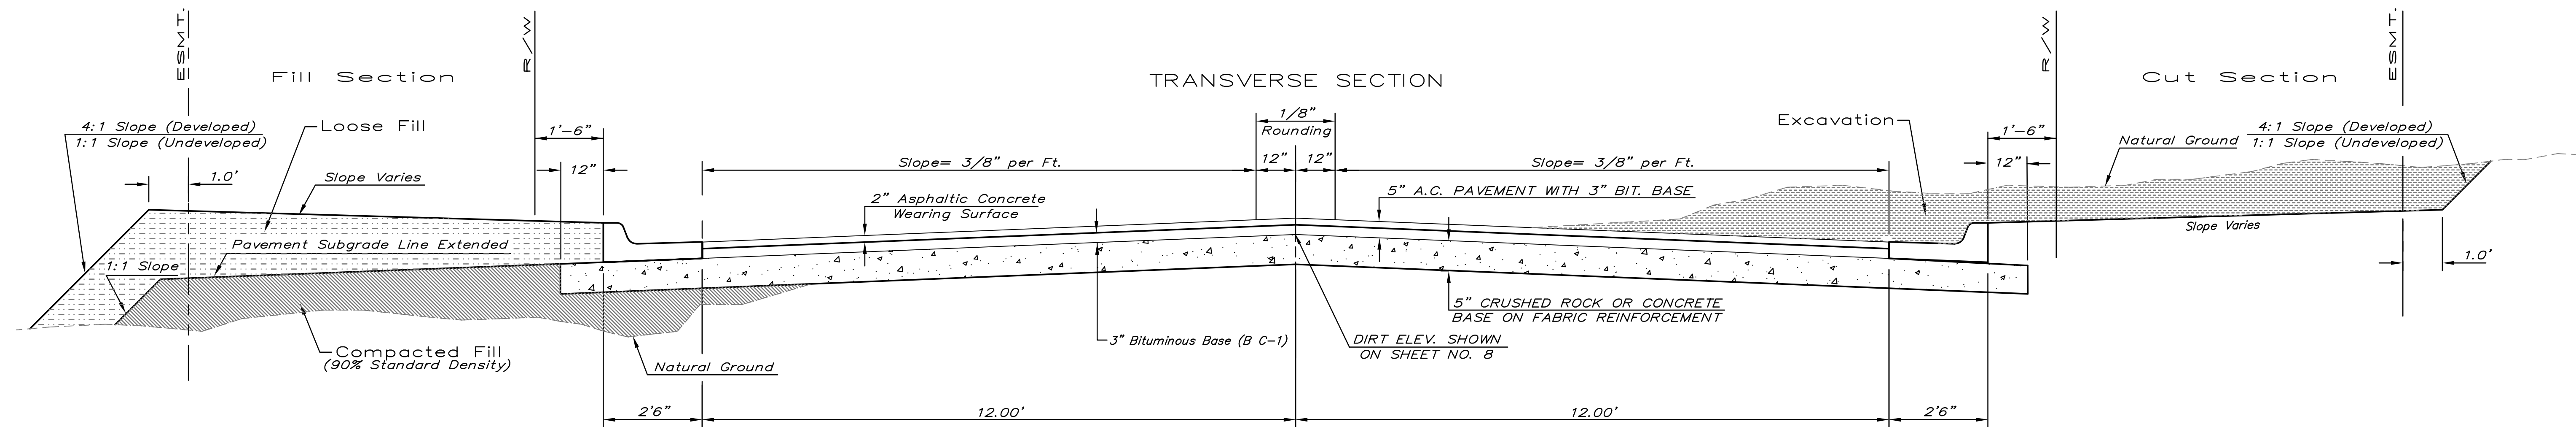 ESMT.
R/W
R/W
ESMT.
Fill Section
TRANSVERSE SECTION
Cut Section
4:1 Slope (Developed)
1:1 Slope (Undeveloped)
Loose Fill
1'-6"
12"
1.0'
Slope Varies
Slope= 3/8" per Ft.
1/8"
Rounding
12"
12"
Slope= 3/8" per Ft.
Excavation
1'-6"
12"
Natural Ground
4:1 Slope (Developed)
1:1 Slope (Undeveloped)
2" Asphaltic Concrete
Wearing Surface
5" A.C. PAVEMENT WITH 3" BIT. BASE
Slope Varies
Pavement Subgrade Line Extended
1:1 Slope
1.0'
5" CRUSHED ROCK OR CONCRETE
BASE ON FABRIC REINFORCEMENT
3" Bituminous Base (B C-1)
DIRT ELEV. SHOWN
ON SHEET NO. 8
Compacted Fill
(90% Standard Density)
Natural Ground
2'6"
12.00'
12.00'
2'6"